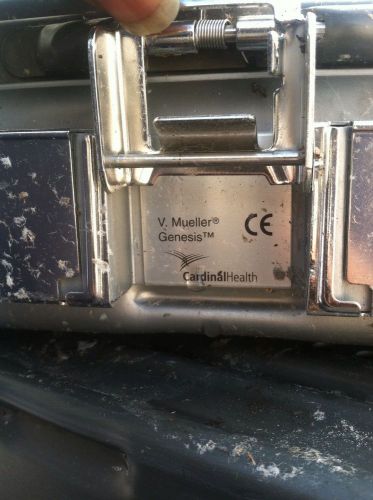 V. Mueller®
Genesis™
CE
CardinalHealth